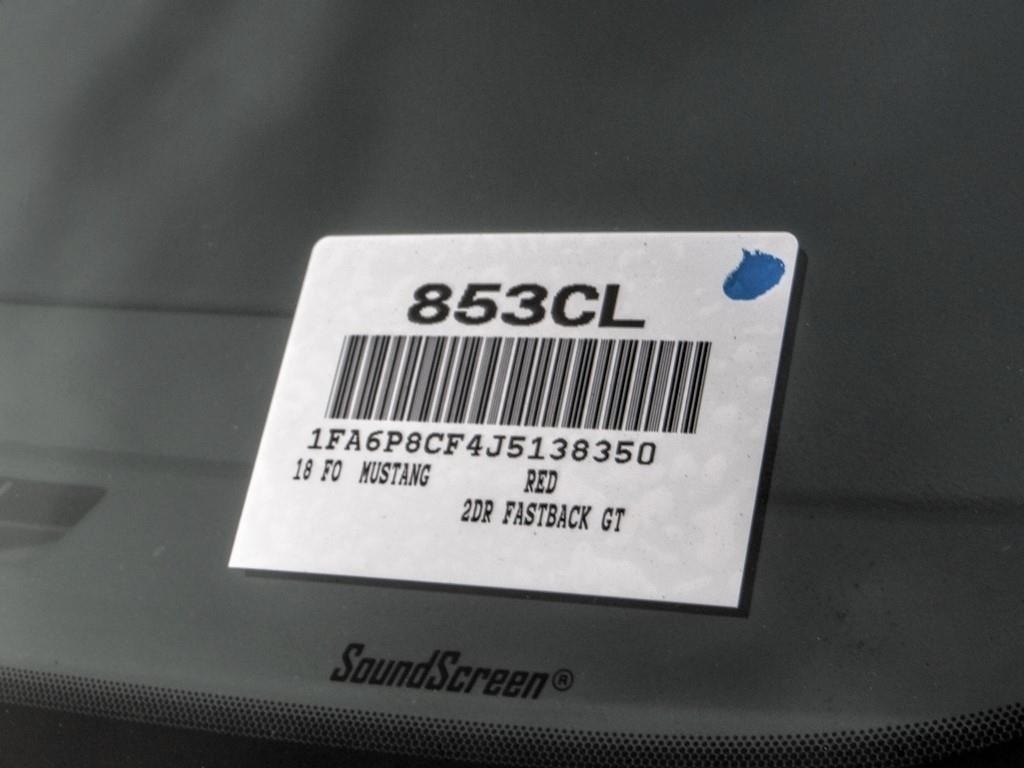 853CL
1FA6P8CF4J5138350
18 FO MUSTANG RED
2DR FASTBACK GT
SoundScreen®